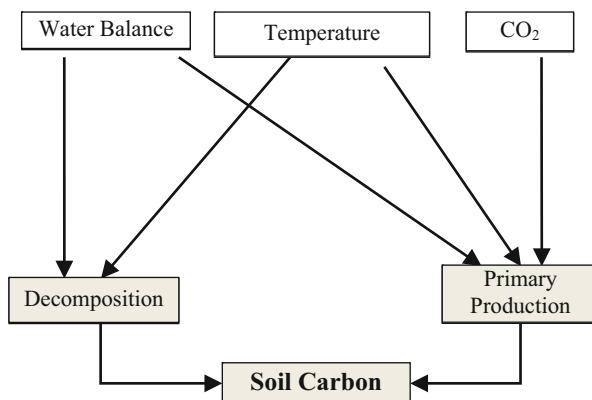 Water Balance
Temperature
CO₂
Decomposition
Primary
Production
Soil Carbon